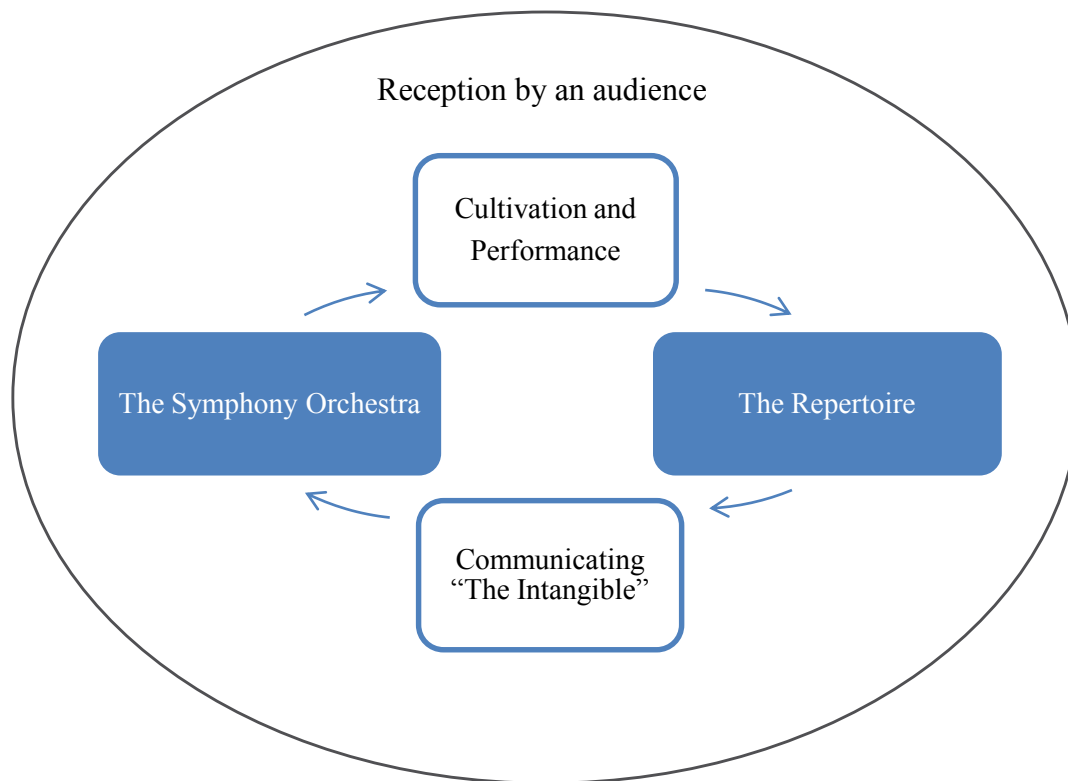 Reception by an audience
Cultivation and
Performance
The Symphony Orchestra
The Repertoire
Communicating
“The Intangible”